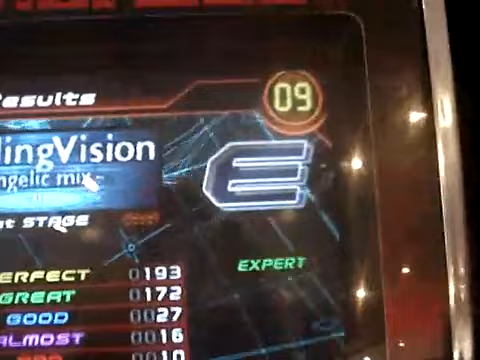 Results
09
lingVision
ngelic mix-
E
STAGE
EXPERT
ERFECT 0193
GREAT 0172
GOOD 0027
ALMOST 0016
0010